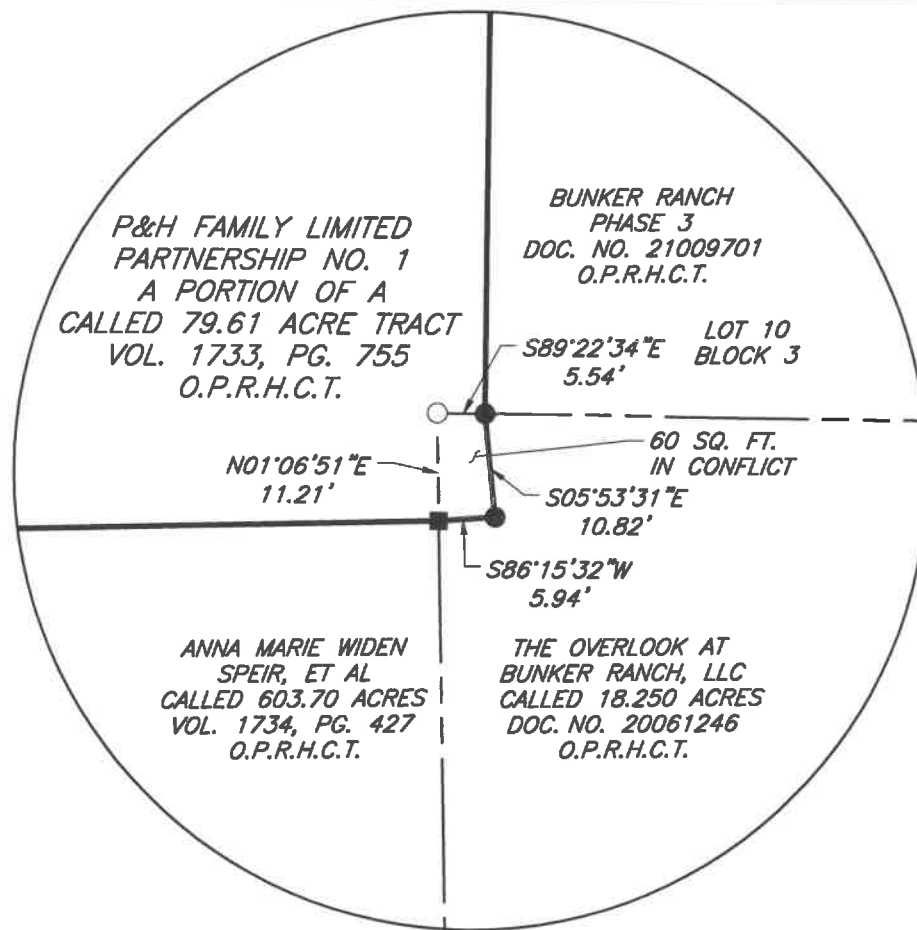 P&H FAMILY LIMITED
PARTNERSHIP NO. 1
A PORTION OF A
CALLED 79.61 ACRE TRACT
VOL. 1733, PG. 755
O.P.R.H.C.T.
BUNKER RANCH
PHASE 3
DOC. NO. 21009701
O.P.R.H.C.T.
LOT 10
BLOCK 3
S89°22'34"E
5.54'
60 SQ. FT.
IN CONFLICT
N01°06'51"E
11.21'
S05°53'31"E
10.82'
S86°15'32"W
5.94'
ANNA MARIE WIDEN
SPEIR, ET AL
CALLED 603.70 ACRES
VOL. 1734, PG. 427
O.P.R.H.C.T.
THE OVERLOOK AT
BUNKER RANCH, LLC
CALLED 18.250 ACRES
DOC. NO. 20061246
O.P.R.H.C.T.